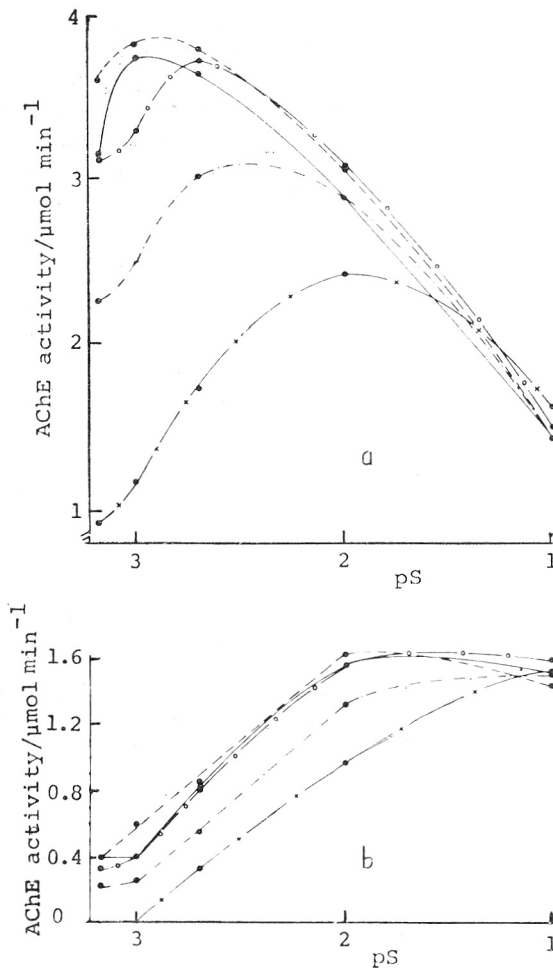 4
3
2
1
AChE activity/μmol min⁻¹
a
3 2 1
pS
1.6
1.2
0.8
0.4
0
AChE activity/μmol min⁻¹
b
3 2 1
pS